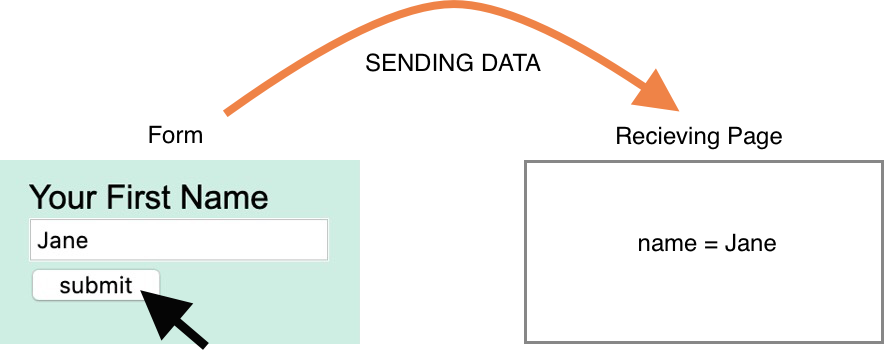 SENDING DATA
Form
Recieving Page
Your First Name
Jane
submit
name = Jane